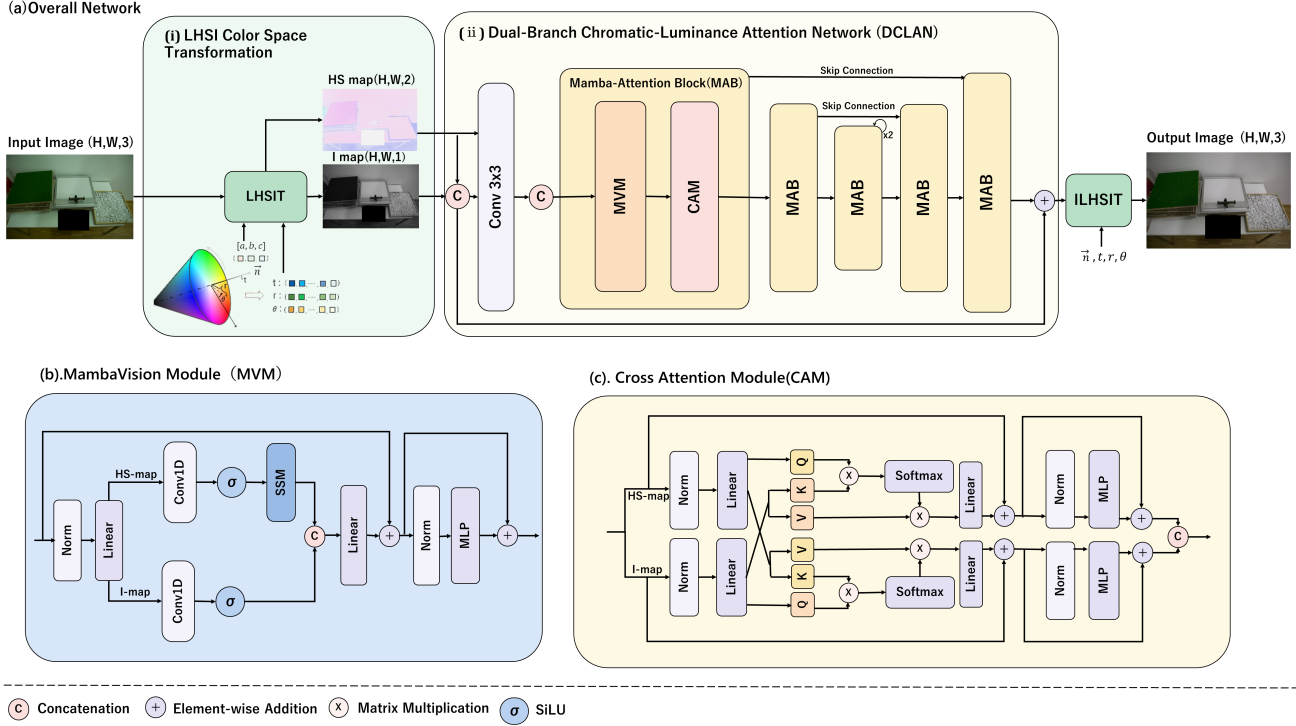 (a)Overall Network
(i) LHSI Color Space
Transformation
(ii) Dual-Branch Chromatic-Luminance Attention Network (DCLAN)
Input Image (H,W,3)
HS map(H,W,2)
I map(H,W,1)
LHSIT
[a, b, c]
n
t
r
θ
t :
r :
θ :
C
Conv 3x3
C
Mamba-Attention Block(MAB)
MVM
CAM
Skip Connection
Skip Connection
MAB
MAB
x2
MAB
MAB
+
ILHSIT
n , t, r, θ
Output Image (H,W,3)
(b).MambaVision Module (MVM)
Norm
Linear
HS-map
Conv1D
σ
SSM
I-map
Conv1D
σ
C
Linear
+
Norm
MLP
+
(c). Cross Attention Module(CAM)
HS-map
Norm
Linear
Q
K
V
X
Softmax
X
Linear
+
Norm
MLP
+
I-map
Norm
Linear
V
K
Q
X
Softmax
X
Linear
+
Norm
MLP
+
C
C Concatenation
+ Element-wise Addition
X Matrix Multiplication
σ SiLU